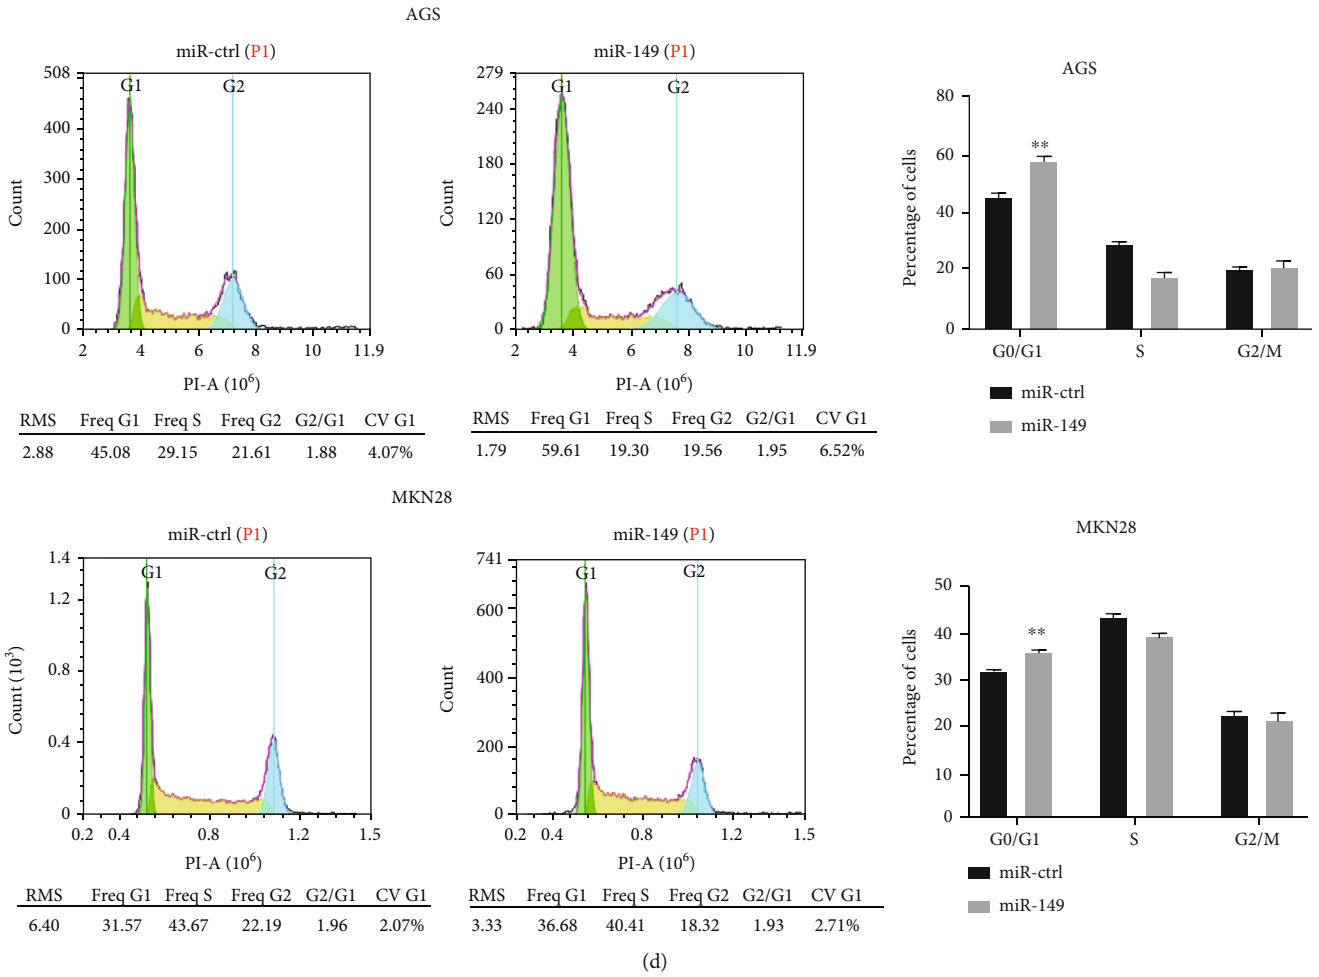 AGS
miR-ctrl (P1)
508
400
300
200
100
0
Count
G1
G2
2 4 6 8 10 11.9
PI-A (10⁶)
RMS Freq G1 Freq S Freq G2 G2/G1 CV G1
2.88 45.08 29.15 21.61 1.88 4.07%
miR-149 (P1)
279
240
180
120
60
0
Count
G1
G2
2 4 6 8 10 11.9
PI-A (10⁶)
RMS Freq G1 Freq S Freq G2 G2/G1 CV G1
1.79 59.61 19.30 19.56 1.95 6.52%
AGS
80
60
40
20
0
Percentage of cells
**
G0/G1 S G2/M
miR-ctrl
miR-149
MKN28
miR-ctrl (P1)
1.4
1.2
0.8
0.4
0
Count (10³)
G1
G2
0.2 0.4 0.8 1.2 1.5
PI-A (10⁶)
RMS Freq G1 Freq S Freq G2 G2/G1 CV G1
6.40 31.57 43.67 22.19 1.96 2.07%
miR-149 (P1)
741
600
400
200
0
Count
G1
G2
0.2 0.4 0.8 1.2 1.5
PI-A (10⁶)
RMS Freq G1 Freq S Freq G2 G2/G1 CV G1
3.33 36.68 40.41 18.32 1.93 2.71%
MKN28
50
40
30
20
10
0
Percentage of cells
**
G0/G1 S G2/M
miR-ctrl
miR-149
(d)